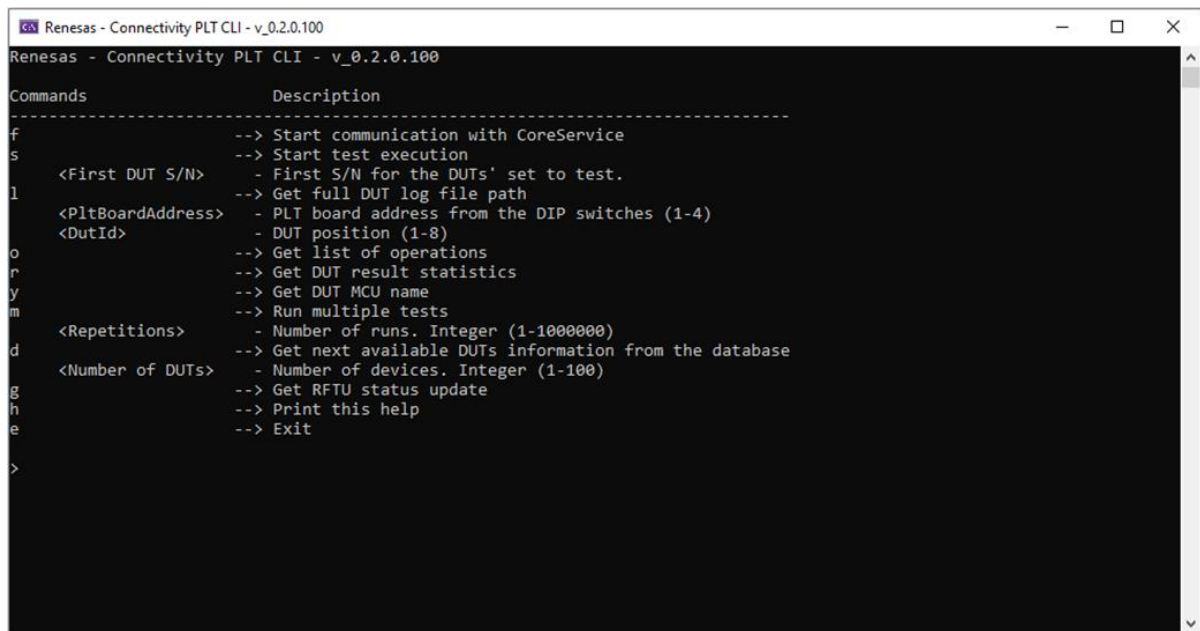 Renesas - Connectivity PLT CLI - v_0.2.0.100
Renesas - Connectivity PLT CLI - v_0.2.0.100
Commands                        Description
-------------------------------------------------------------------------------
f                      --> Start communication with CoreService
s                      --> Start test execution
     <First DUT S/N>     - First S/N for the DUTs' set to test.
l                      --> Get full DUT log file path
     <PltBoardAddress>   - PLT board address from the DIP switches (1-4)
     <DutId>             - DUT position (1-8)
o                      --> Get list of operations
r                      --> Get DUT result statistics
y                      --> Get DUT MCU name
m                      --> Run multiple tests
     <Repetitions>       - Number of runs. Integer (1-1000000)
d                      --> Get next available DUTs information from the database
     <Number of DUTs>    - Number of devices. Integer (1-100)
g                      --> Get RFTU status update
h                      --> Print this help
e                      --> Exit
>